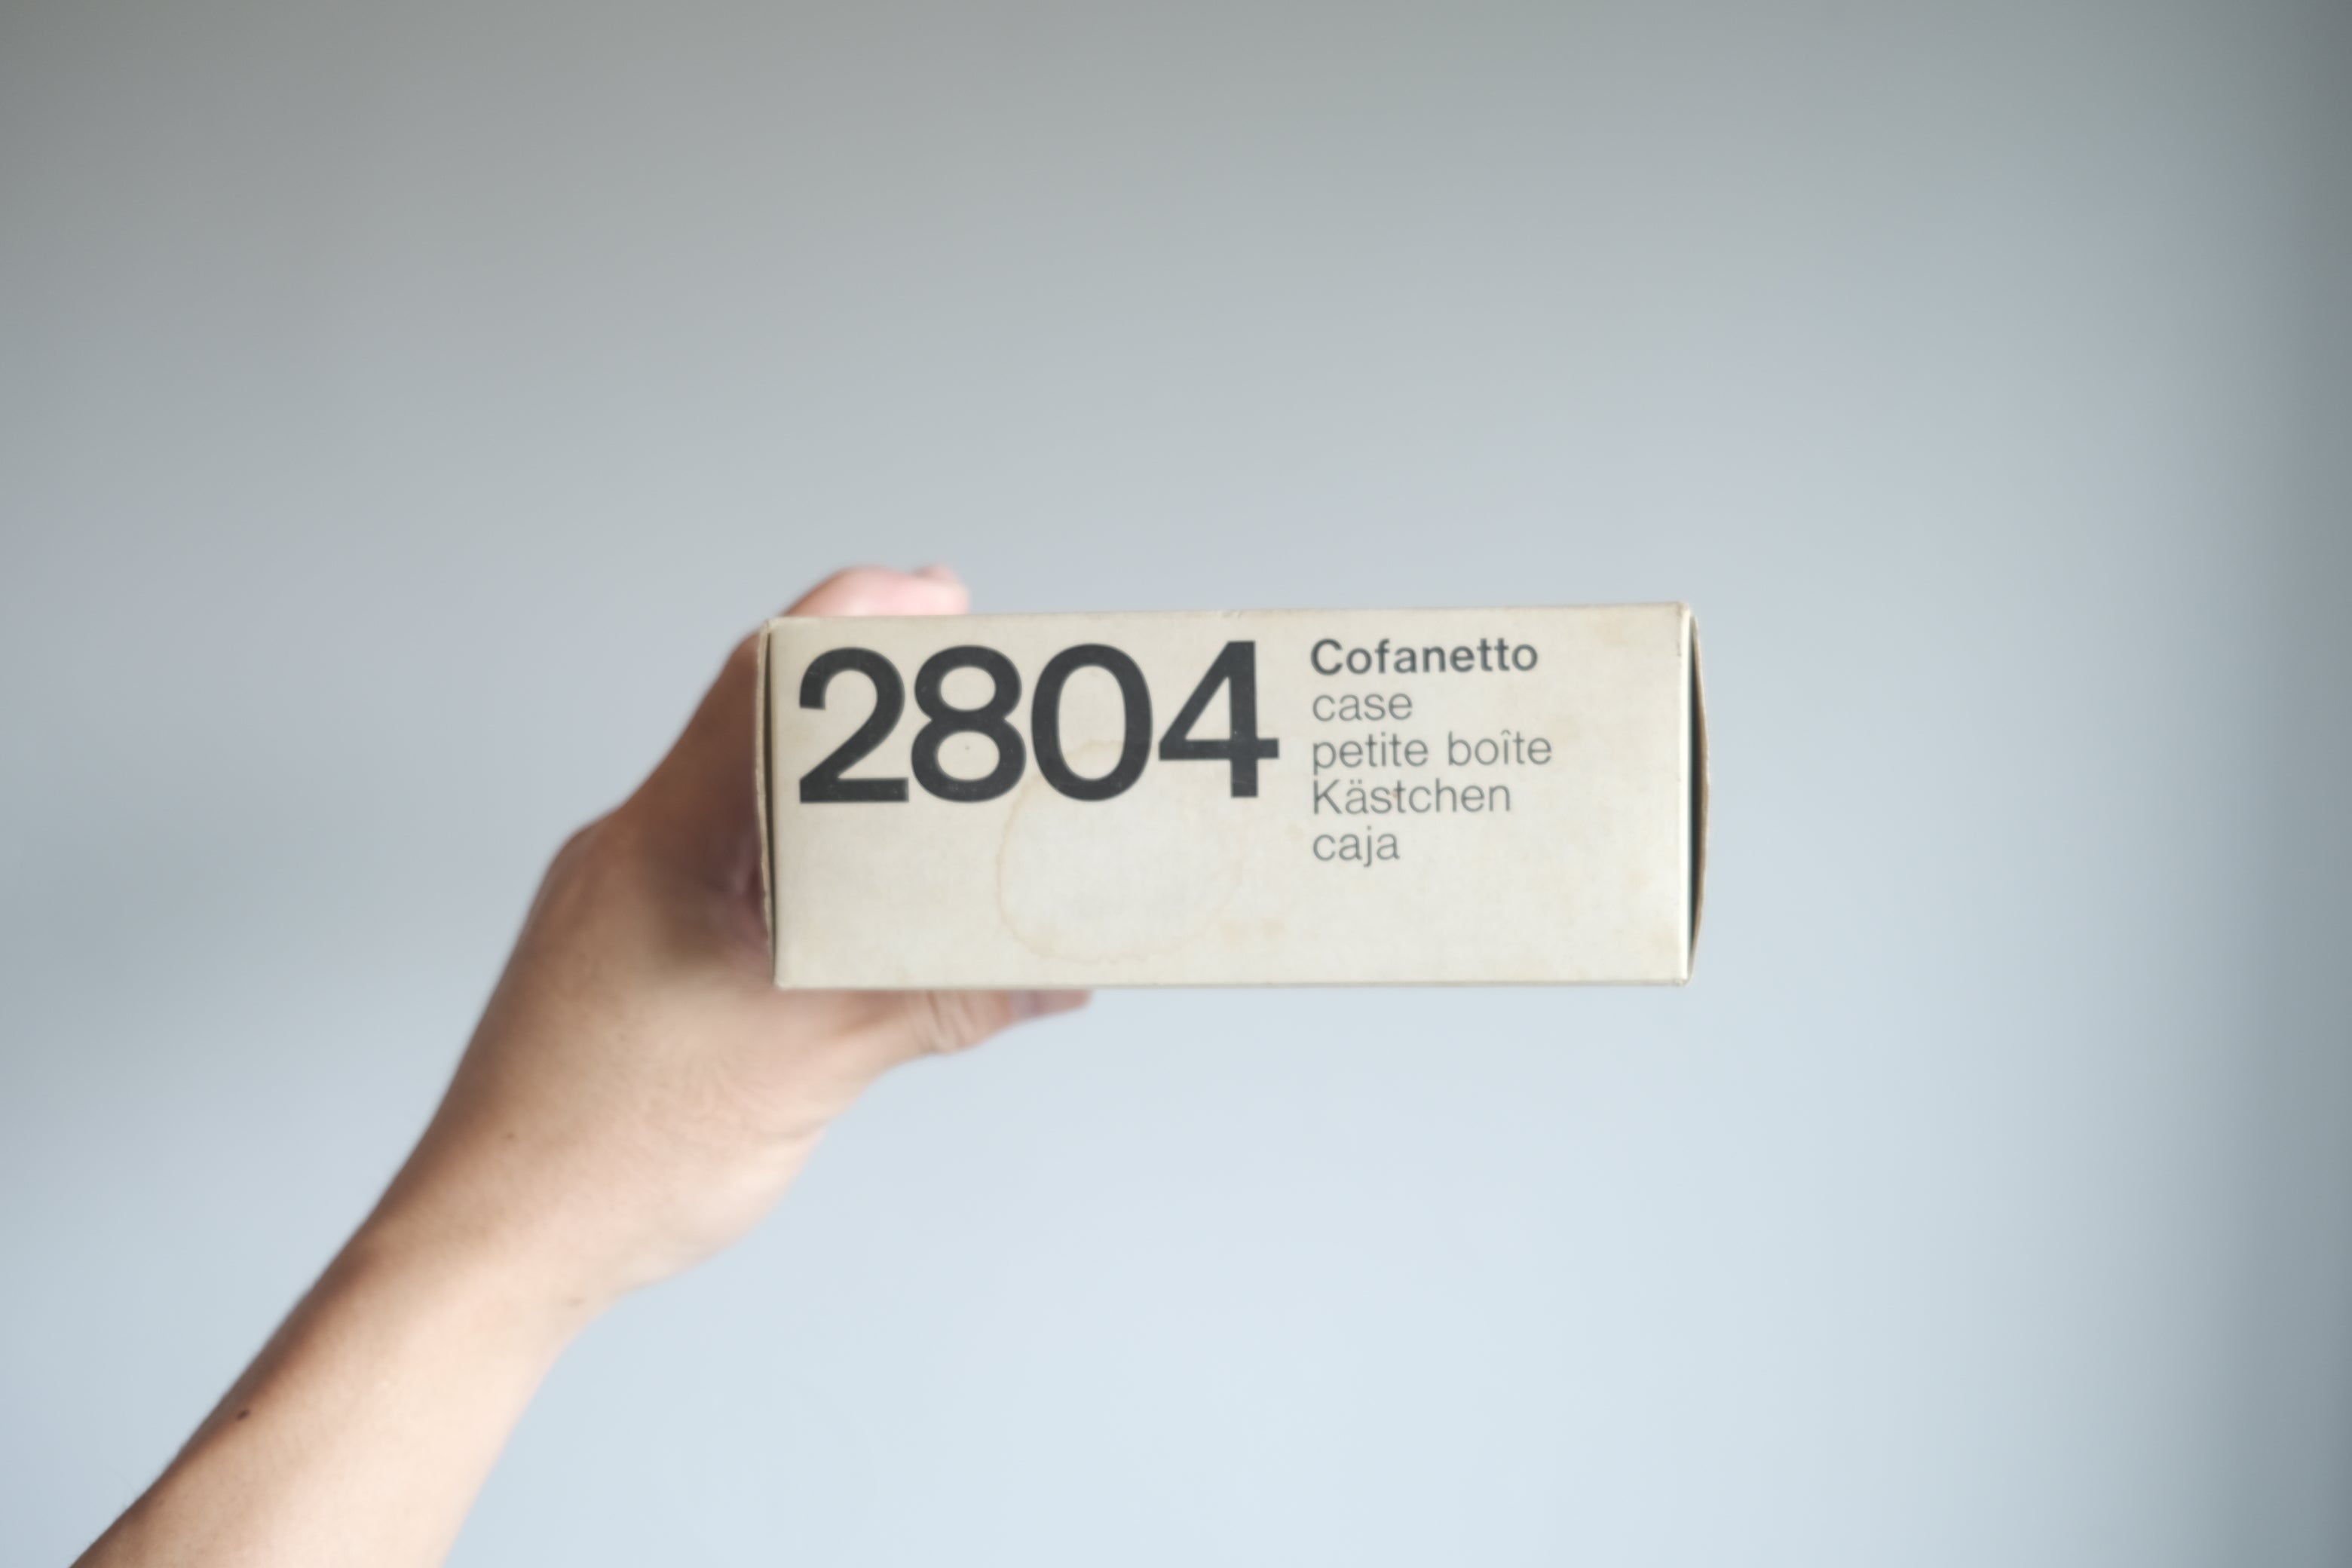 2804
Cofanetto
case
petite boîte
Kästchen
caja